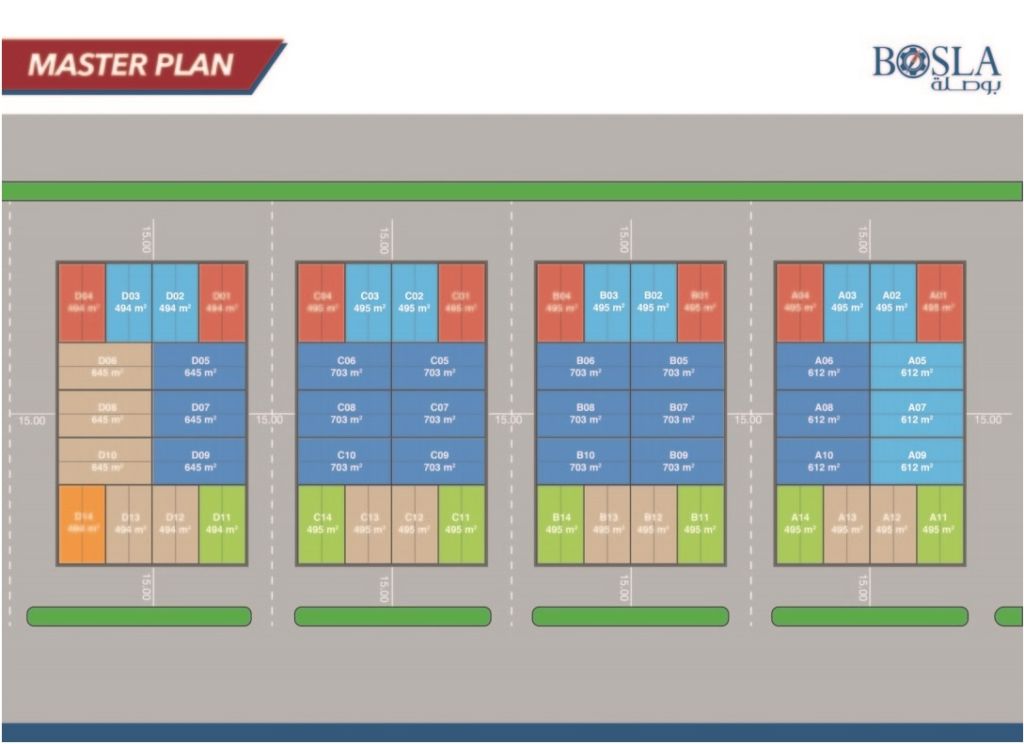 MASTER PLAN
BOSLA
بوصلة
15.00 15.00 15.00 15.00
D04 D03 D02 D01
494 m² 494 m² 494 m² 494 m²
C04 C03 C02 C01
495 m² 495 m² 495 m² 495 m²
B04 B03 B02 B01
495 m² 495 m² 495 m² 495 m²
A04 A03 A02 A01
495 m² 495 m² 495 m² 495 m²
D06 D05
645 m² 645 m²
C06 C05
703 m² 703 m²
B06 B05
703 m² 703 m²
A06 A05
612 m² 612 m²
D08 D07
645 m² 645 m²
C08 C07
703 m² 703 m²
B08 B07
703 m² 703 m²
A08 A07
612 m² 612 m²
15.00 15.00 15.00 15.00 15.00
D10 D09
645 m² 645 m²
C10 C09
703 m² 703 m²
B10 B09
703 m² 703 m²
A10 A09
612 m² 612 m²
D14 D13 D12 D11
494 m² 494 m² 494 m² 494 m²
C14 C13 C12 C11
495 m² 495 m² 495 m² 495 m²
B14 B13 B12 B11
495 m² 495 m² 495 m² 495 m²
A14 A13 A12 A11
495 m² 495 m² 495 m² 495 m²
15.00 15.00 15.00 15.00